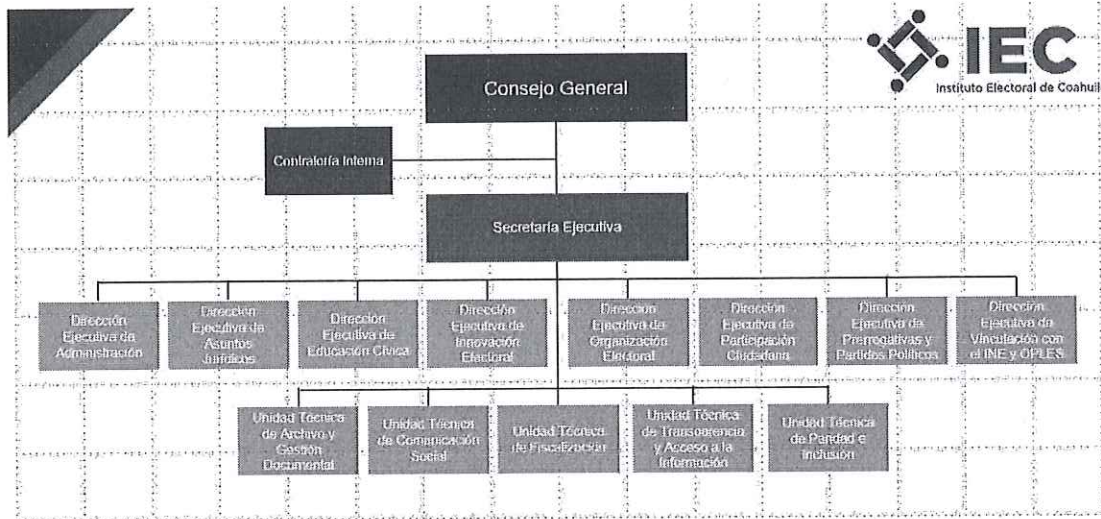 IEC
Instituto Electoral de Coahuil
Consejo General
Contraloría Interna
Secretaría Ejecutiva
Dirección
Ejecutiva de
Administración
Dirección
Ejecutiva de
Asuntos
Jurídicos
Dirección
Ejecutiva de
Educación Cívica
Dirección
Ejecutiva de
Innovación
Electoral
Dirección
Ejecutiva de
Organización
Electoral
Dirección
Ejecutiva de
Participación
Ciudadana
Dirección
Ejecutiva de
Prerrogativas y
Partidos Políticos
Dirección
Ejecutiva de
Vinculación con
el INE y OPLES
Unidad Técnica
de Archivo y
Gestión
Documental
Unidad Técnica
de Comunicación
Social
Unidad Técnica
de Fiscalización
Unidad Técnica
de Transparencia
y Acceso a la
Información
Unidad Técnica
de Paridad e
Inclusión